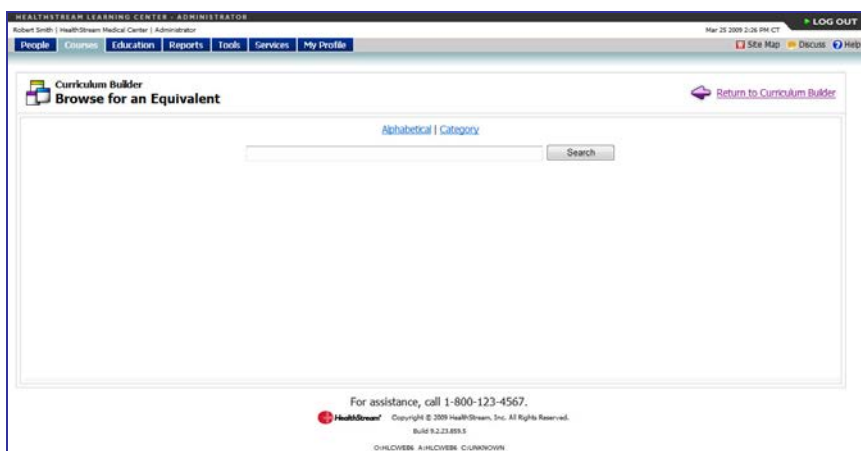 HEALTHSTREAM LEARNING CENTER - ADMINISTRATOR
LOG OUT
Robert Smith | HealthStream Medical Center | Administrator
Mar 25 2009 2:26 PM CT
People Courses Education Reports Tools Services My Profile
Site Map Discuss Help
Curriculum Builder
Browse for an Equivalent
Return to Curriculum Builder
Alphabetical | Category
Search
For assistance, call 1-800-123-4567.
HealthStream Copyright © 2009 HealthStream, Inc. All Rights Reserved.
Build 9.2.23.859.5
O:HLCWEB6 A:HLCWEB6 C:UNKNOWN